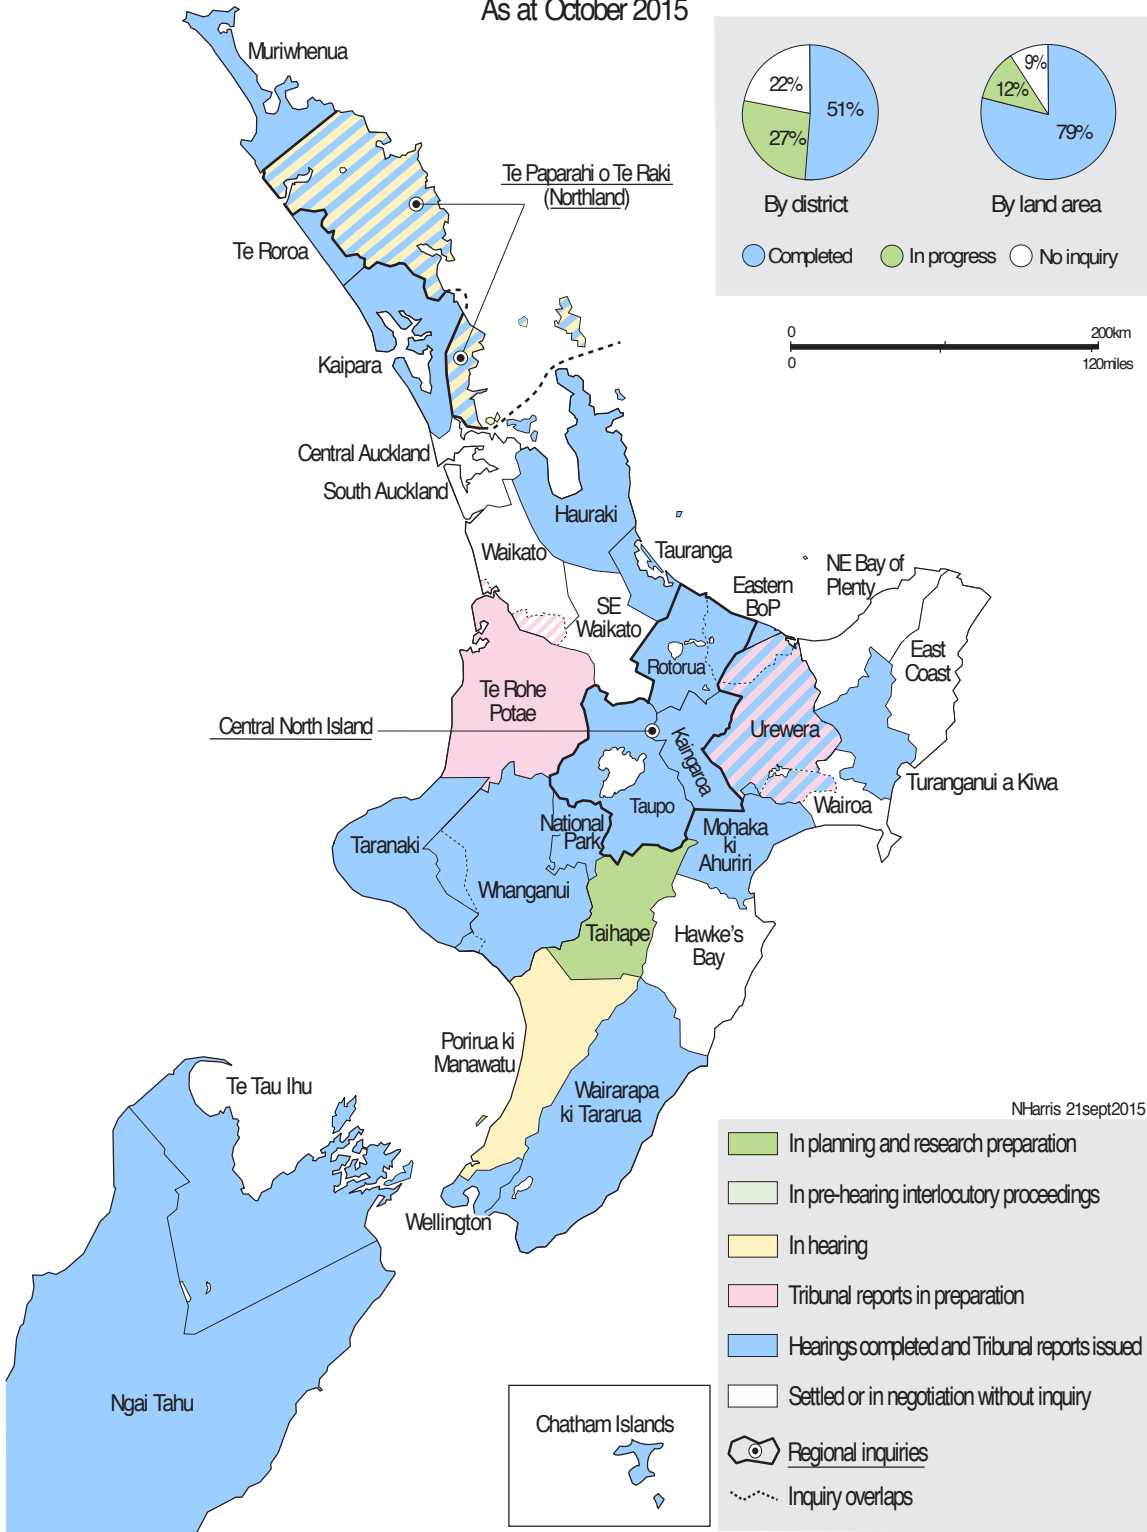 As at October 2015
Muriwhenua
22%
51%
27%
9%
12%
79%
By district
By land area
Completed
In progress
No inquiry
Te Paparahi o Te Raki
(Northland)
Te Roroa
0
200km
0
120miles
Kaipara
Central Auckland
South Auckland
Hauraki
Waikato
Tauranga
NE Bay of
Plenty
Eastern
BoP
SE
Waikato
East
Coast
Rotorua
Te Rohe
Potae
Central North Island
Kaingaroa
Urewera
Turanganui a Kiwa
Wairoa
Taupo
National
Park
Mohaka
ki
Ahuriri
Taranaki
Whanganui
Taihape
Hawke's
Bay
Porirua ki
Manawatu
Te Tau Ihu
Wairarapa
ki Tararua
Wellington
Ngai Tahu
Chatham Islands
NHarris 21sept2015
In planning and research preparation
In pre-hearing interlocutory proceedings
In hearing
Tribunal reports in preparation
Hearings completed and Tribunal reports issued
Settled or in negotiation without inquiry
Regional inquiries
Inquiry overlaps